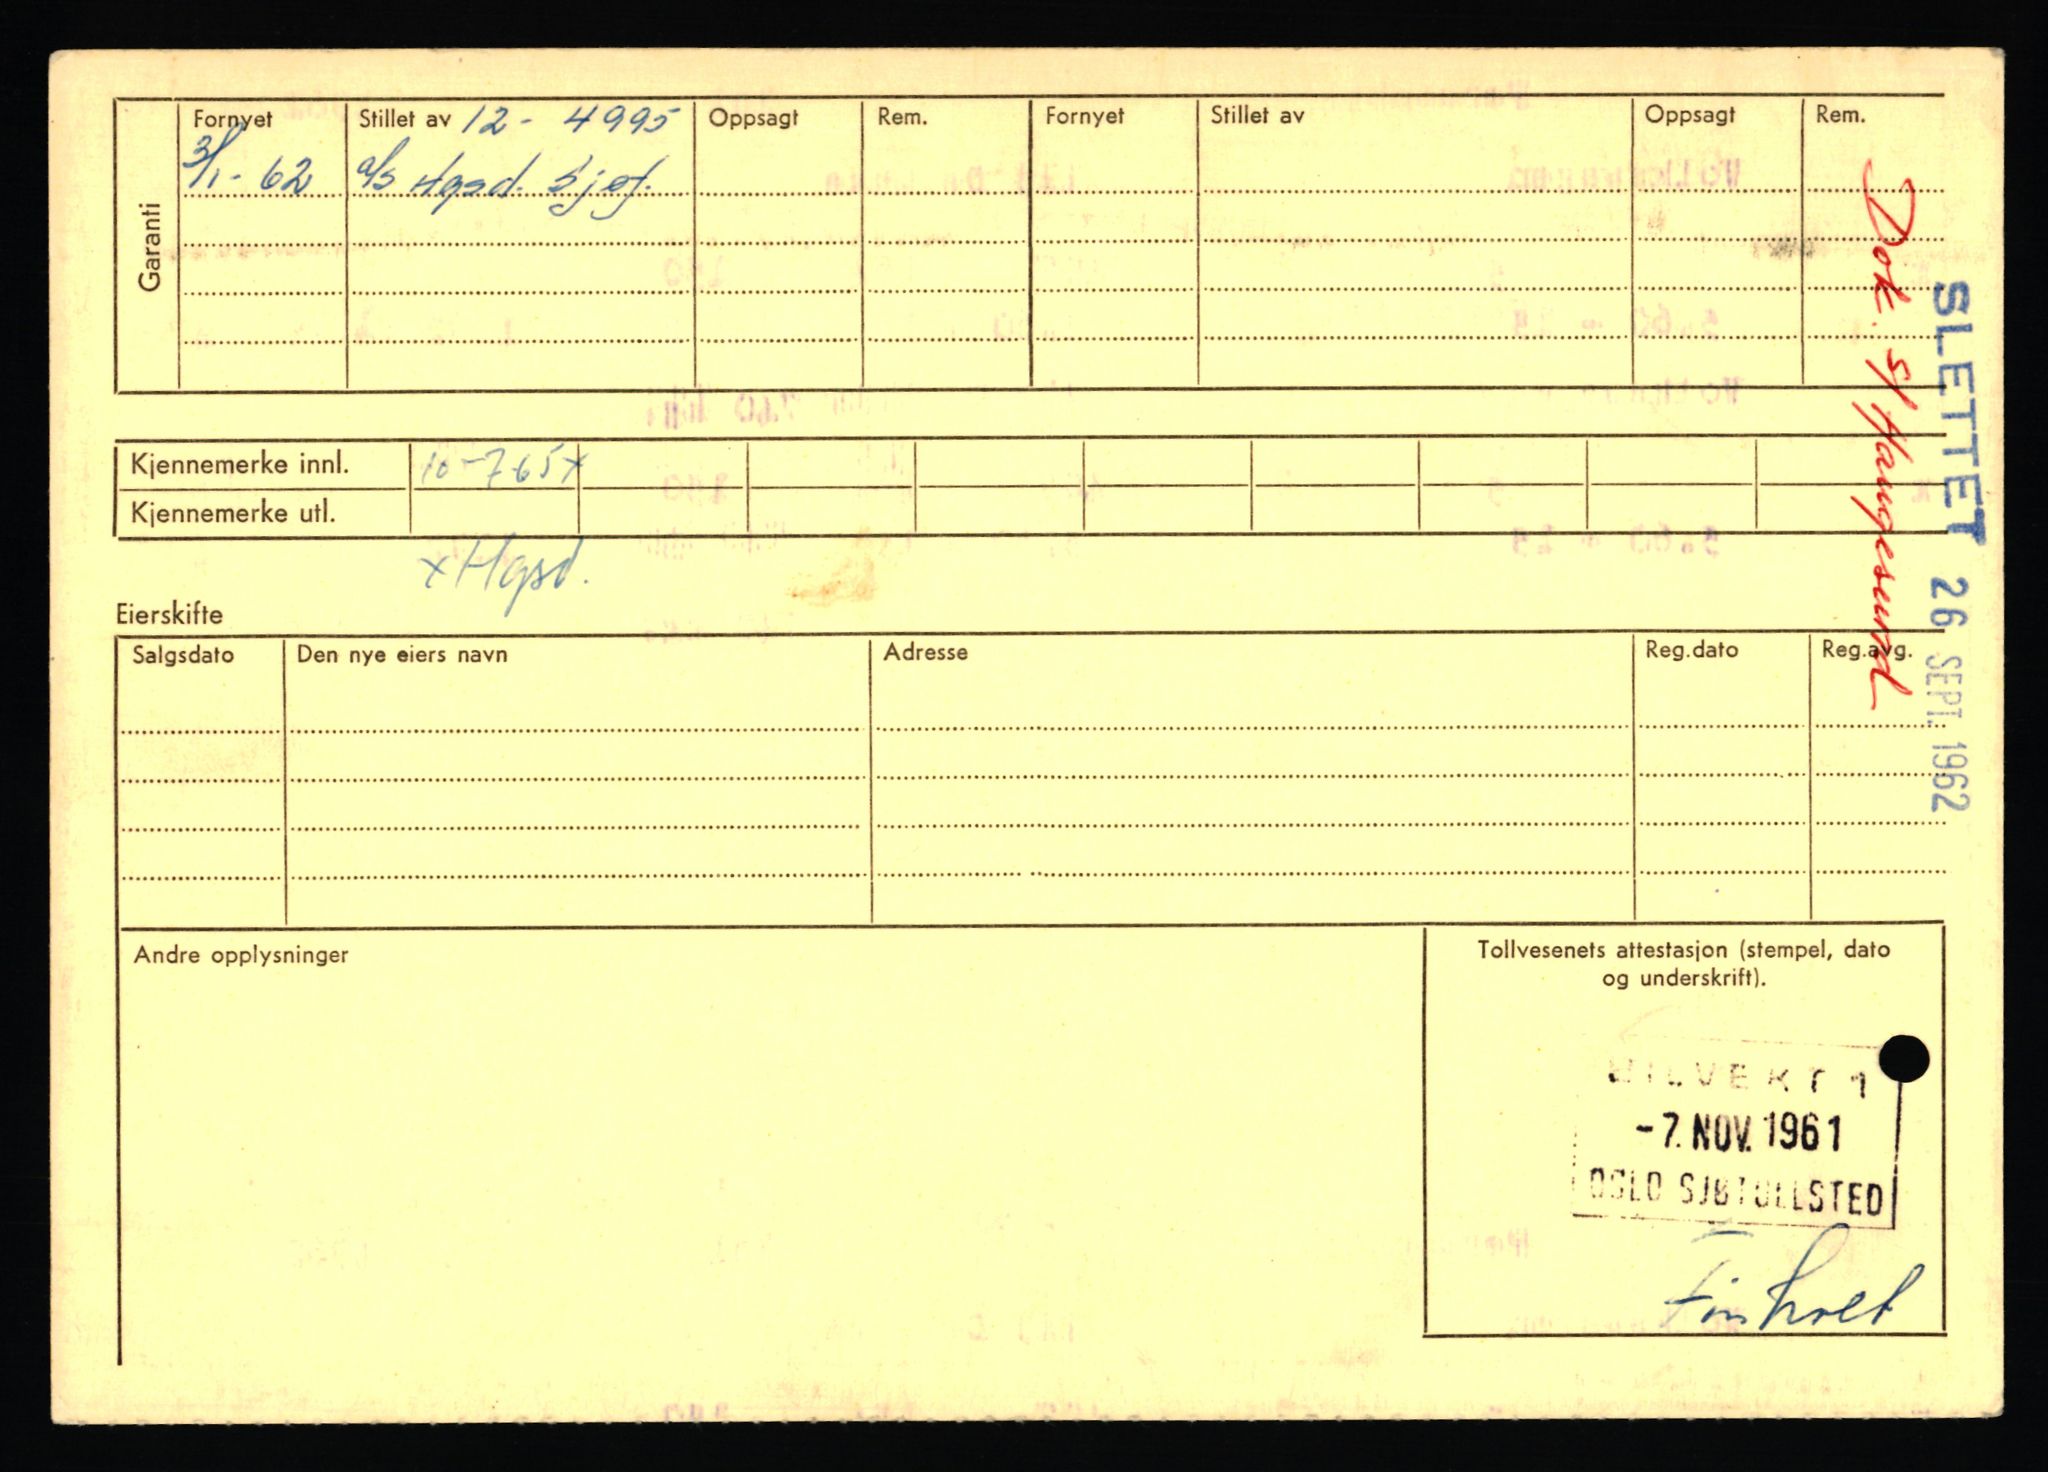 Garanti
Fornyet Stillet av 12 - 4995 Oppsagt Rem. Fornyet Stillet av Oppsagt Rem.
3/1 - 62 a/s Hgsd. Sjøf.
Kjennemerke innl. 10-765x
Kjennemerke utl.
x Hgsd.
Eierskifte
Salgsdato Den nye eiers navn Adresse Reg.dato Reg.avg.
Andre opplysninger
Tollvesenets attestasjon (stempel, dato
og underskrift).
-7. NOV. 1961
OSLO SJØTOLLSTED
Dok. s/Haugesund
SLETTET 26 SEPT. 1962